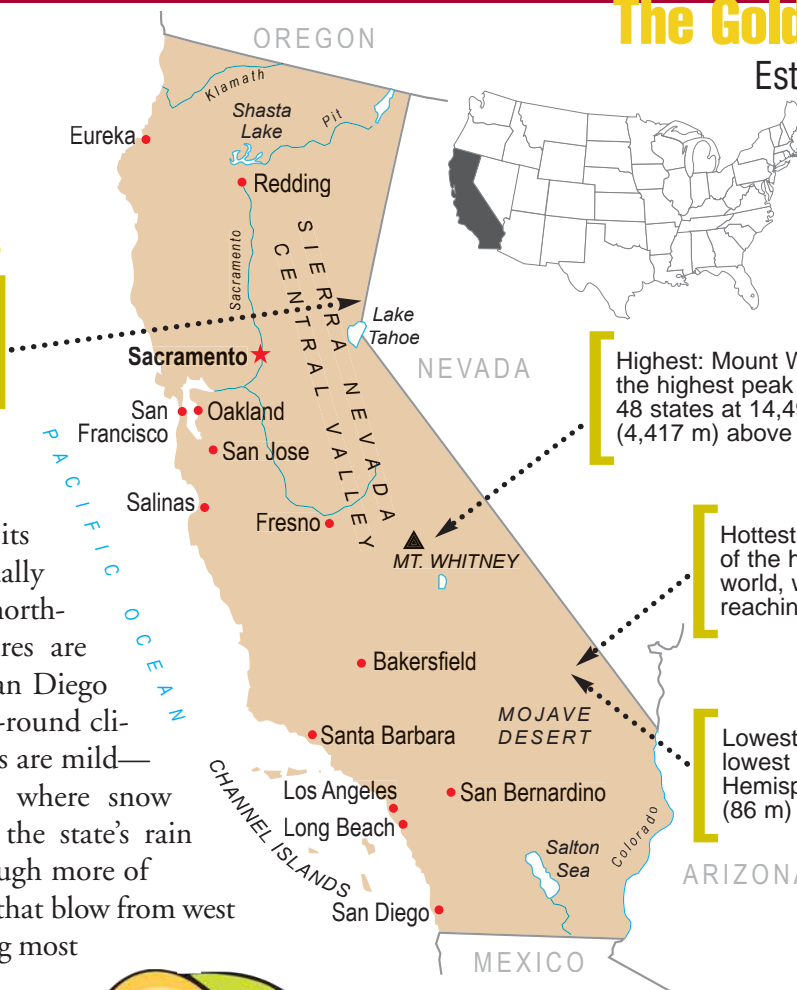 The Gold
Est
OREGON
Klamath
Shasta
Lake
Pit
Eureka
Redding
Sacramento
SIERRA NEVADA
CENTRAL VALLEY
Lake
Tahoe
NEVADA
Sacramento
San
Francisco
Oakland
San Jose
Salinas
Fresno
MT. WHITNEY
PACIFIC OCEAN
Bakersfield
MOJAVE
DESERT
Santa Barbara
CHANNEL ISLANDS
Los Angeles
Long Beach
San Bernardino
Salton
Sea
Colorado
San Diego
ARIZONA
MEXICO
Highest: Mount W
the highest peak
48 states at 14,49
(4,417 m) above
Hottest
of the h
world, w
reachin
Lowest
lowest
Hemisp
(86 m)
its
ally
north-
res are
an Diego
-round cli-
s are mild—
where snow
the state’s rain
ugh more of
that blow from west
g most